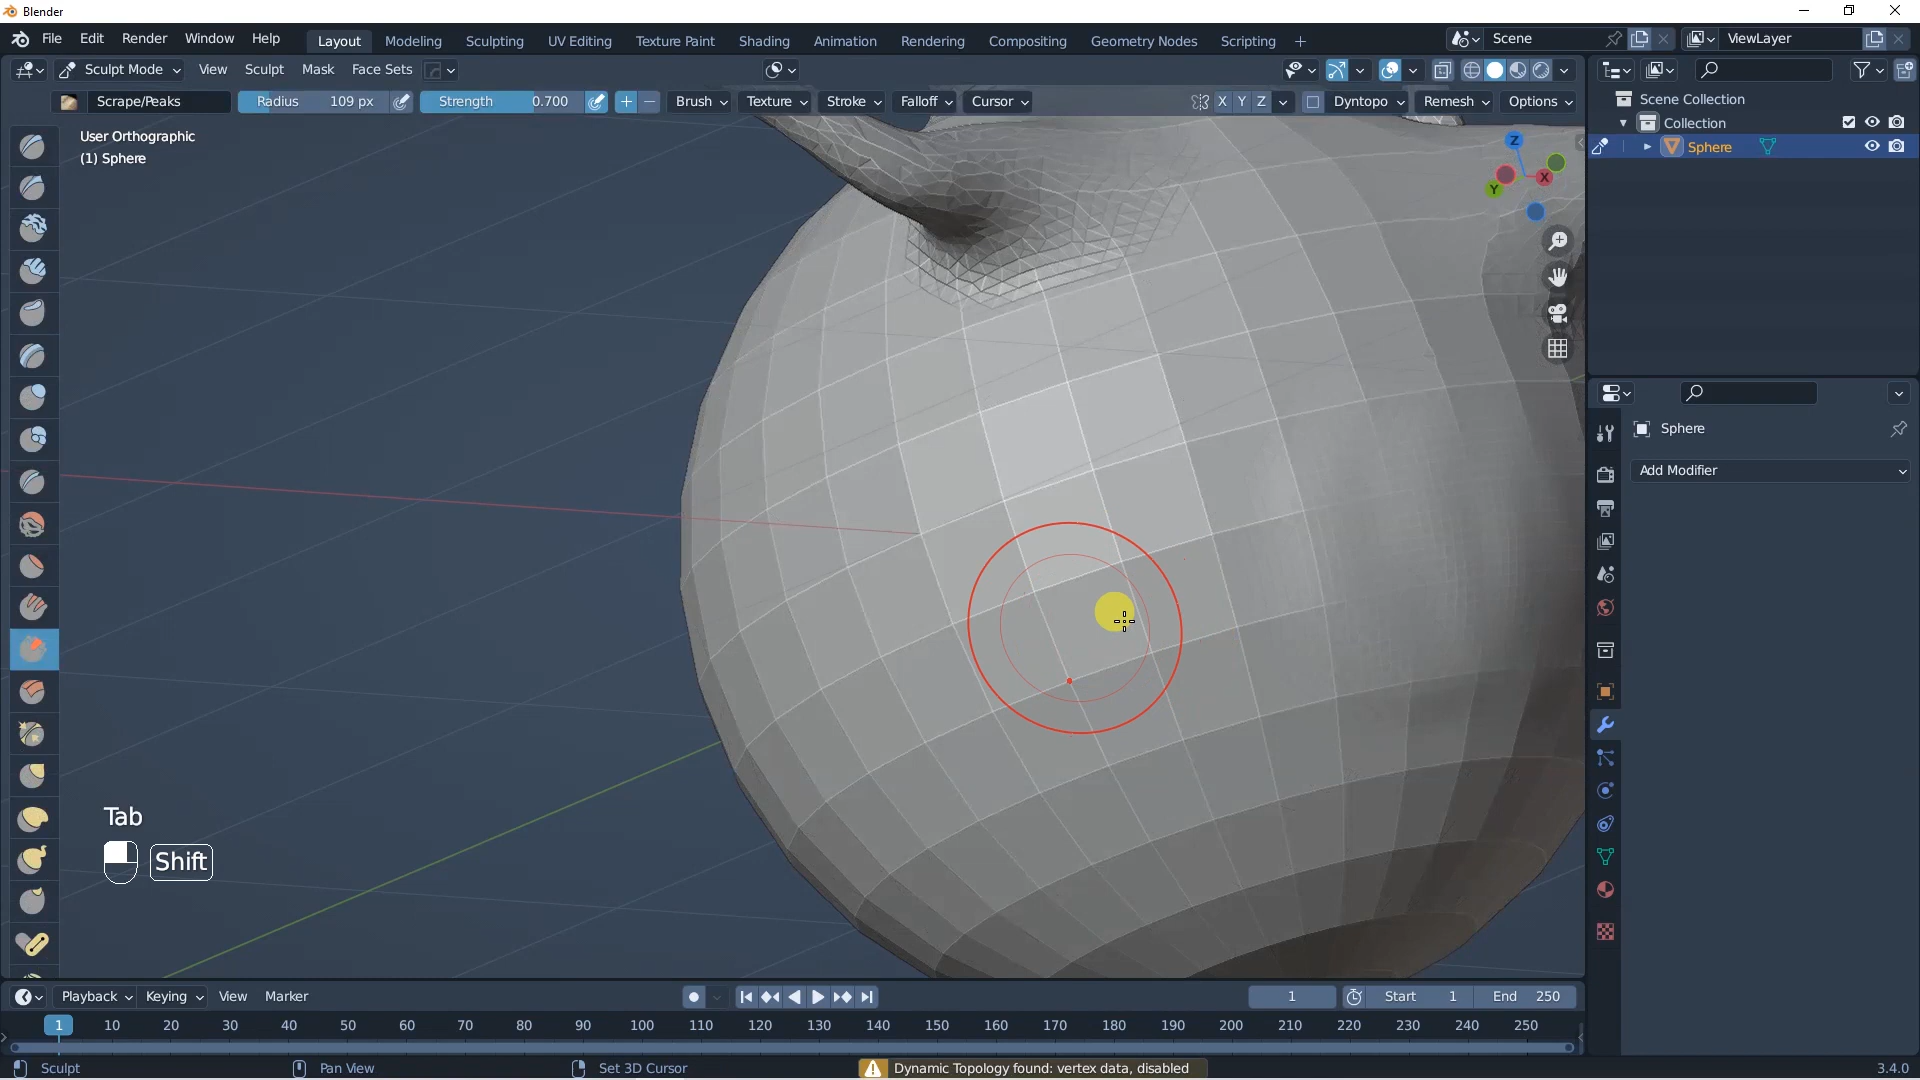 Blender
File Edit Render Window Help Layout Modeling Sculpting UV Editing Texture Paint Shading Animation Rendering Compositing Geometry Nodes Scripting + Scene ViewLayer
Sculpt Mode View Sculpt Mask Face Sets
Scrape/Peaks Radius 109 px Strength 0.700 + − Brush Texture Stroke Falloff Cursor X Y Z Dyntopo Remesh Options
User Orthographic
(1) Sphere
Z
X
Y
Scene Collection
Collection
Sphere
Sphere
Add Modifier
Tab
Shift
Playback Keying View Marker 1 Start 1 End 250
1 10 20 30 40 50 60 70 80 90 100 110 120 130 140 150 160 170 180 190 200 210 220 230 240 250
Sculpt Pan View Set 3D Cursor Dynamic Topology found: vertex data, disabled 3.4.0